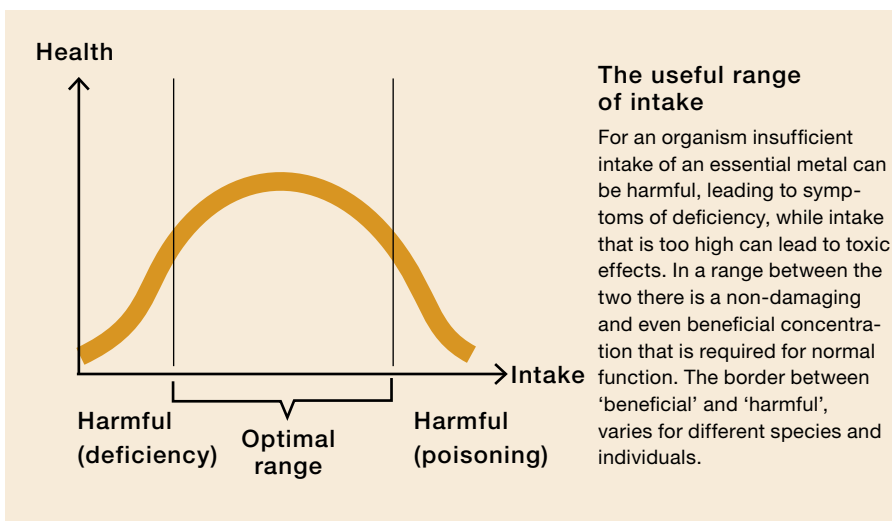 Health
Intake
Harmful
(deficiency)
Optimal
range
Harmful
(poisoning)
The useful range
of intake
For an organism insufficient
intake of an essential metal can
be harmful, leading to symp-
toms of deficiency, while intake
that is too high can lead to toxic
effects. In a range between the
two there is a non-damaging
and even beneficial concentra-
tion that is required for normal
function. The border between
‘beneficial’ and ‘harmful’,
varies for different species and
individuals.